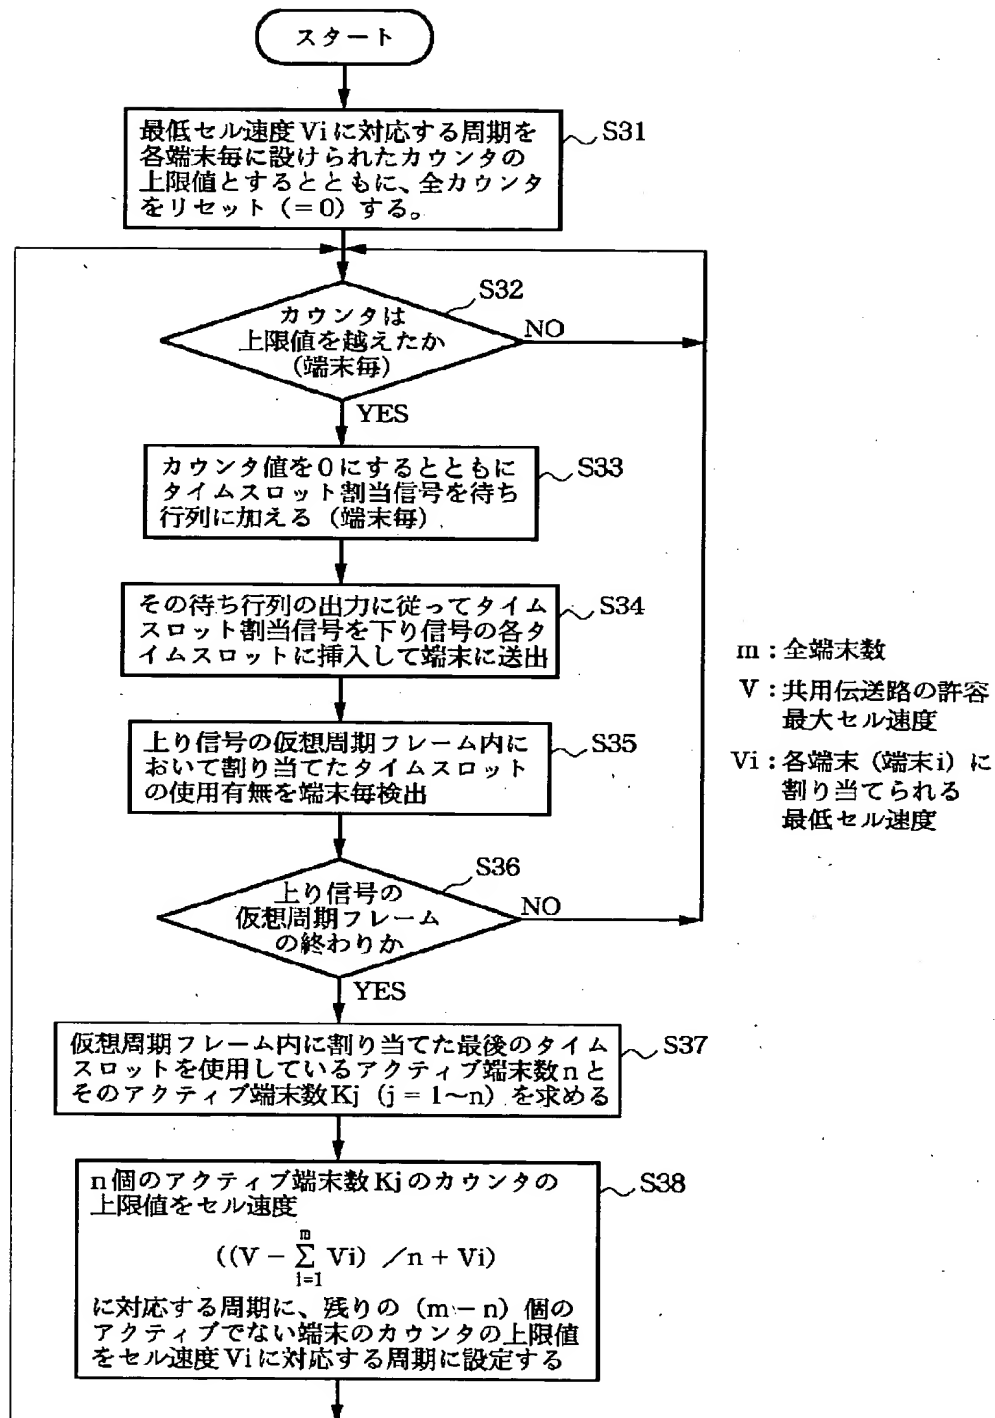 スタート
最低セル速度Viに対応する周期を
各端末毎に設けられたカウンタの
上限値とするとともに、全カウンタ
をリセット（=0）する。
S31
カウンタは
上限値を越えたか
（端末毎）
S32
NO
YES
カウンタ値を0にするとともに
タイムスロット割当信号を待ち
行列に加える（端末毎）
S33
その待ち行列の出力に従ってタイム
スロット割当信号を下り信号の各タ
イムスロットに挿入して端末に送出
S34
上り信号の仮想周期フレーム内に
おいて割り当てたタイムスロット
の使用有無を端末毎検出
S35
上り信号の
仮想周期フレーム
の終わりか
S36
NO
YES
仮想周期フレーム内に割り当てた最後のタイム
スロットを使用しているアクティブ端末数nと
そのアクティブ端末数Kj（j=1〜n）を求める
S37
n個のアクティブ端末数Kjのカウンタの
上限値をセル速度
((V − Σ_{i=1}^{m} Vi) ／n + Vi)
に対応する周期に、残りの（m−n）個の
アクティブでない端末のカウンタの上限値
をセル速度Viに対応する周期に設定する
S38
m：全端末数
V：共用伝送路の許容
最大セル速度
Vi：各端末（端末i）に
割り当てられる
最低セル速度